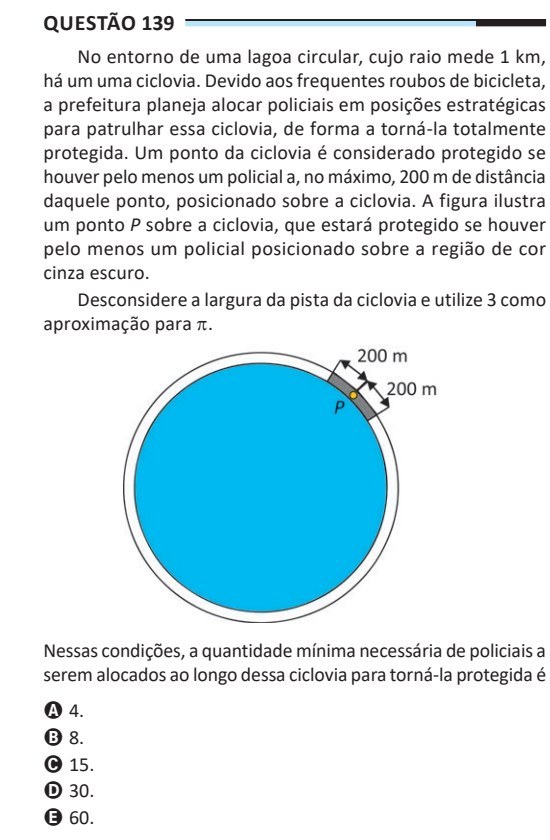 QUESTÃO 139
No entorno de uma lagoa circular, cujo raio mede 1 km,
há um uma ciclovia. Devido aos frequentes roubos de bicicleta,
a prefeitura planeja alocar policiais em posições estratégicas
para patrulhar essa ciclovia, de forma a torná-la totalmente
protegida. Um ponto da ciclovia é considerado protegido se
houver pelo menos um policial a, no máximo, 200 m de distância
daquele ponto, posicionado sobre a ciclovia. A figura ilustra
um ponto P sobre a ciclovia, que estará protegido se houver
pelo menos um policial posicionado sobre a região de cor
cinza escuro.
Desconsidere a largura da pista da ciclovia e utilize 3 como
aproximação para π.
200 m
200 m
P
Nessas condições, a quantidade mínima necessária de policiais a
serem alocados ao longo dessa ciclovia para torná-la protegida é
A 4.
B 8.
C 15.
D 30.
E 60.